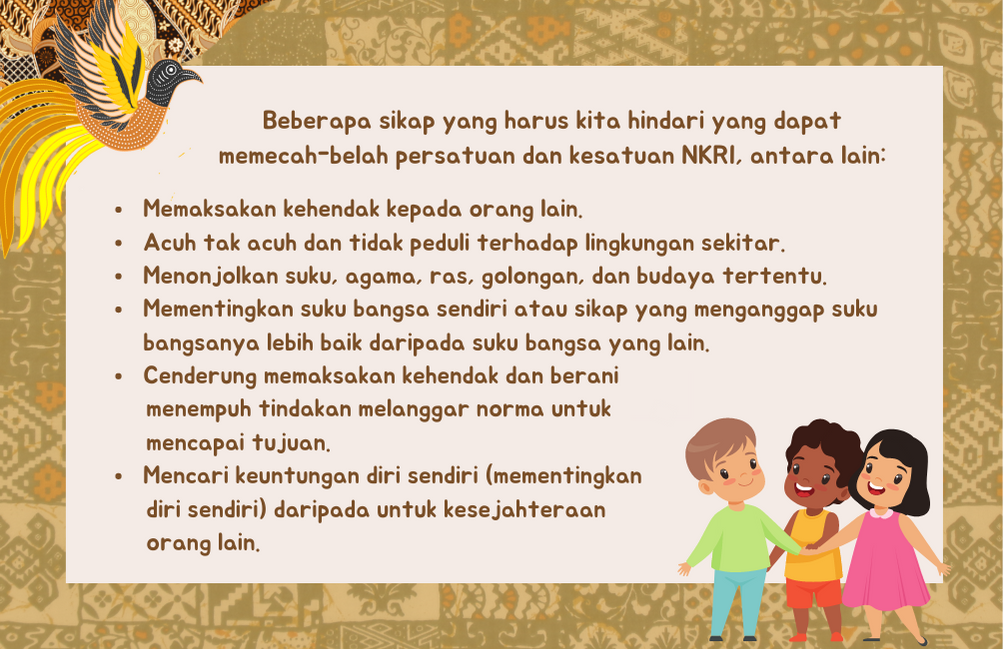 Beberapa sikap yang harus kita hindari yang dapat
memecah-belah persatuan dan kesatuan NKRI, antara lain:
• Memaksakan kehendak kepada orang lain.
• Acuh tak acuh dan tidak peduli terhadap lingkungan sekitar.
• Menonjolkan suku, agama, ras, golongan, dan budaya tertentu.
• Mementingkan suku bangsa sendiri atau sikap yang menganggap suku
bangsanya lebih baik daripada suku bangsa yang lain.
• Cenderung memaksakan kehendak dan berani
menempuh tindakan melanggar norma untuk
mencapai tujuan.
• Mencari keuntungan diri sendiri (mementingkan
diri sendiri) daripada untuk kesejahteraan
orang lain.